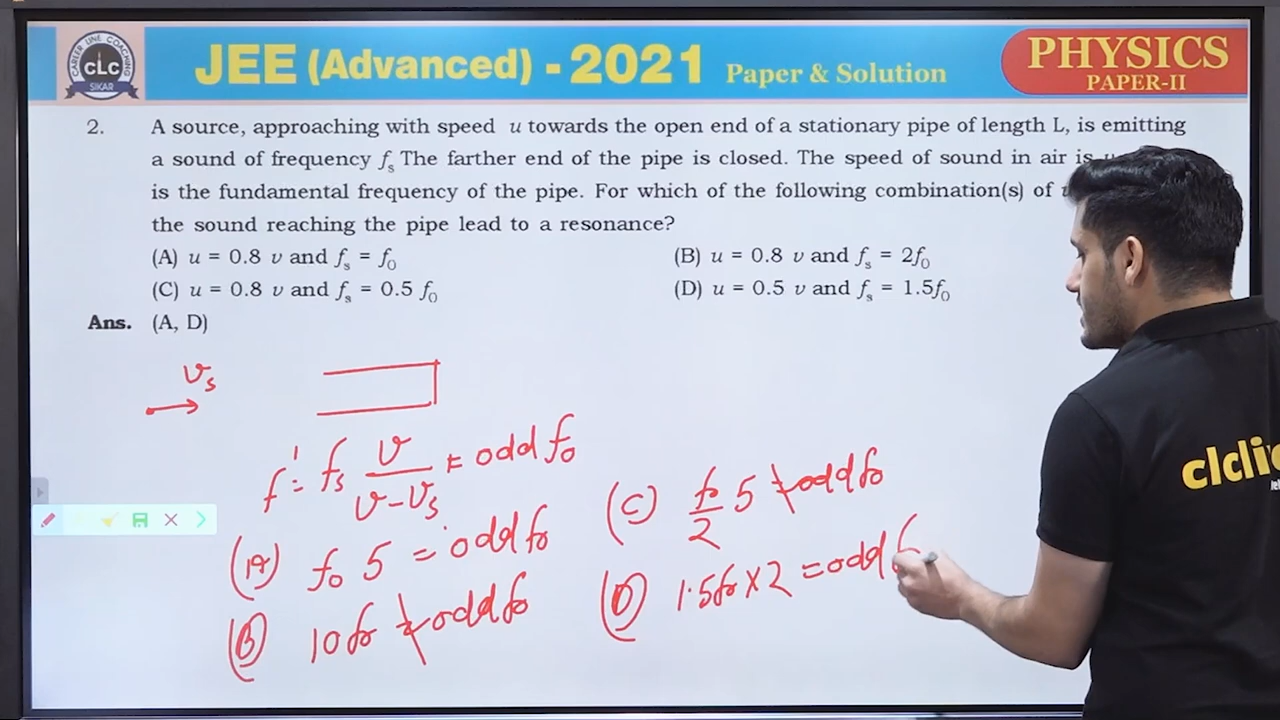 CAREER LINE COACHING
CLC
SIKAR
JEE (Advanced) - 2021 Paper & Solution
PHYSICS
PAPER-II
2. A source, approaching with speed u towards the open end of a stationary pipe of length L, is emitting
a sound of frequency fs The farther end of the pipe is closed. The speed of sound in air is
is the fundamental frequency of the pipe. For which of the following combination(s) of
the sound reaching the pipe lead to a resonance?
(A) u = 0.8 v and fs = f0 (B) u = 0.8 v and fs = 2f0
(C) u = 0.8 v and fs = 0.5 f0 (D) u = 0.5 v and fs = 1.5f0
Ans. (A, D)
vs
f' = fs v / v-vs = odd f0
(A) f0 5 = odd f0
(B) 10 f0 ≠ odd f0
(C) f0/2 5 ≠ odd f0
(D) 1.5f0 × 2 = odd f
clcli